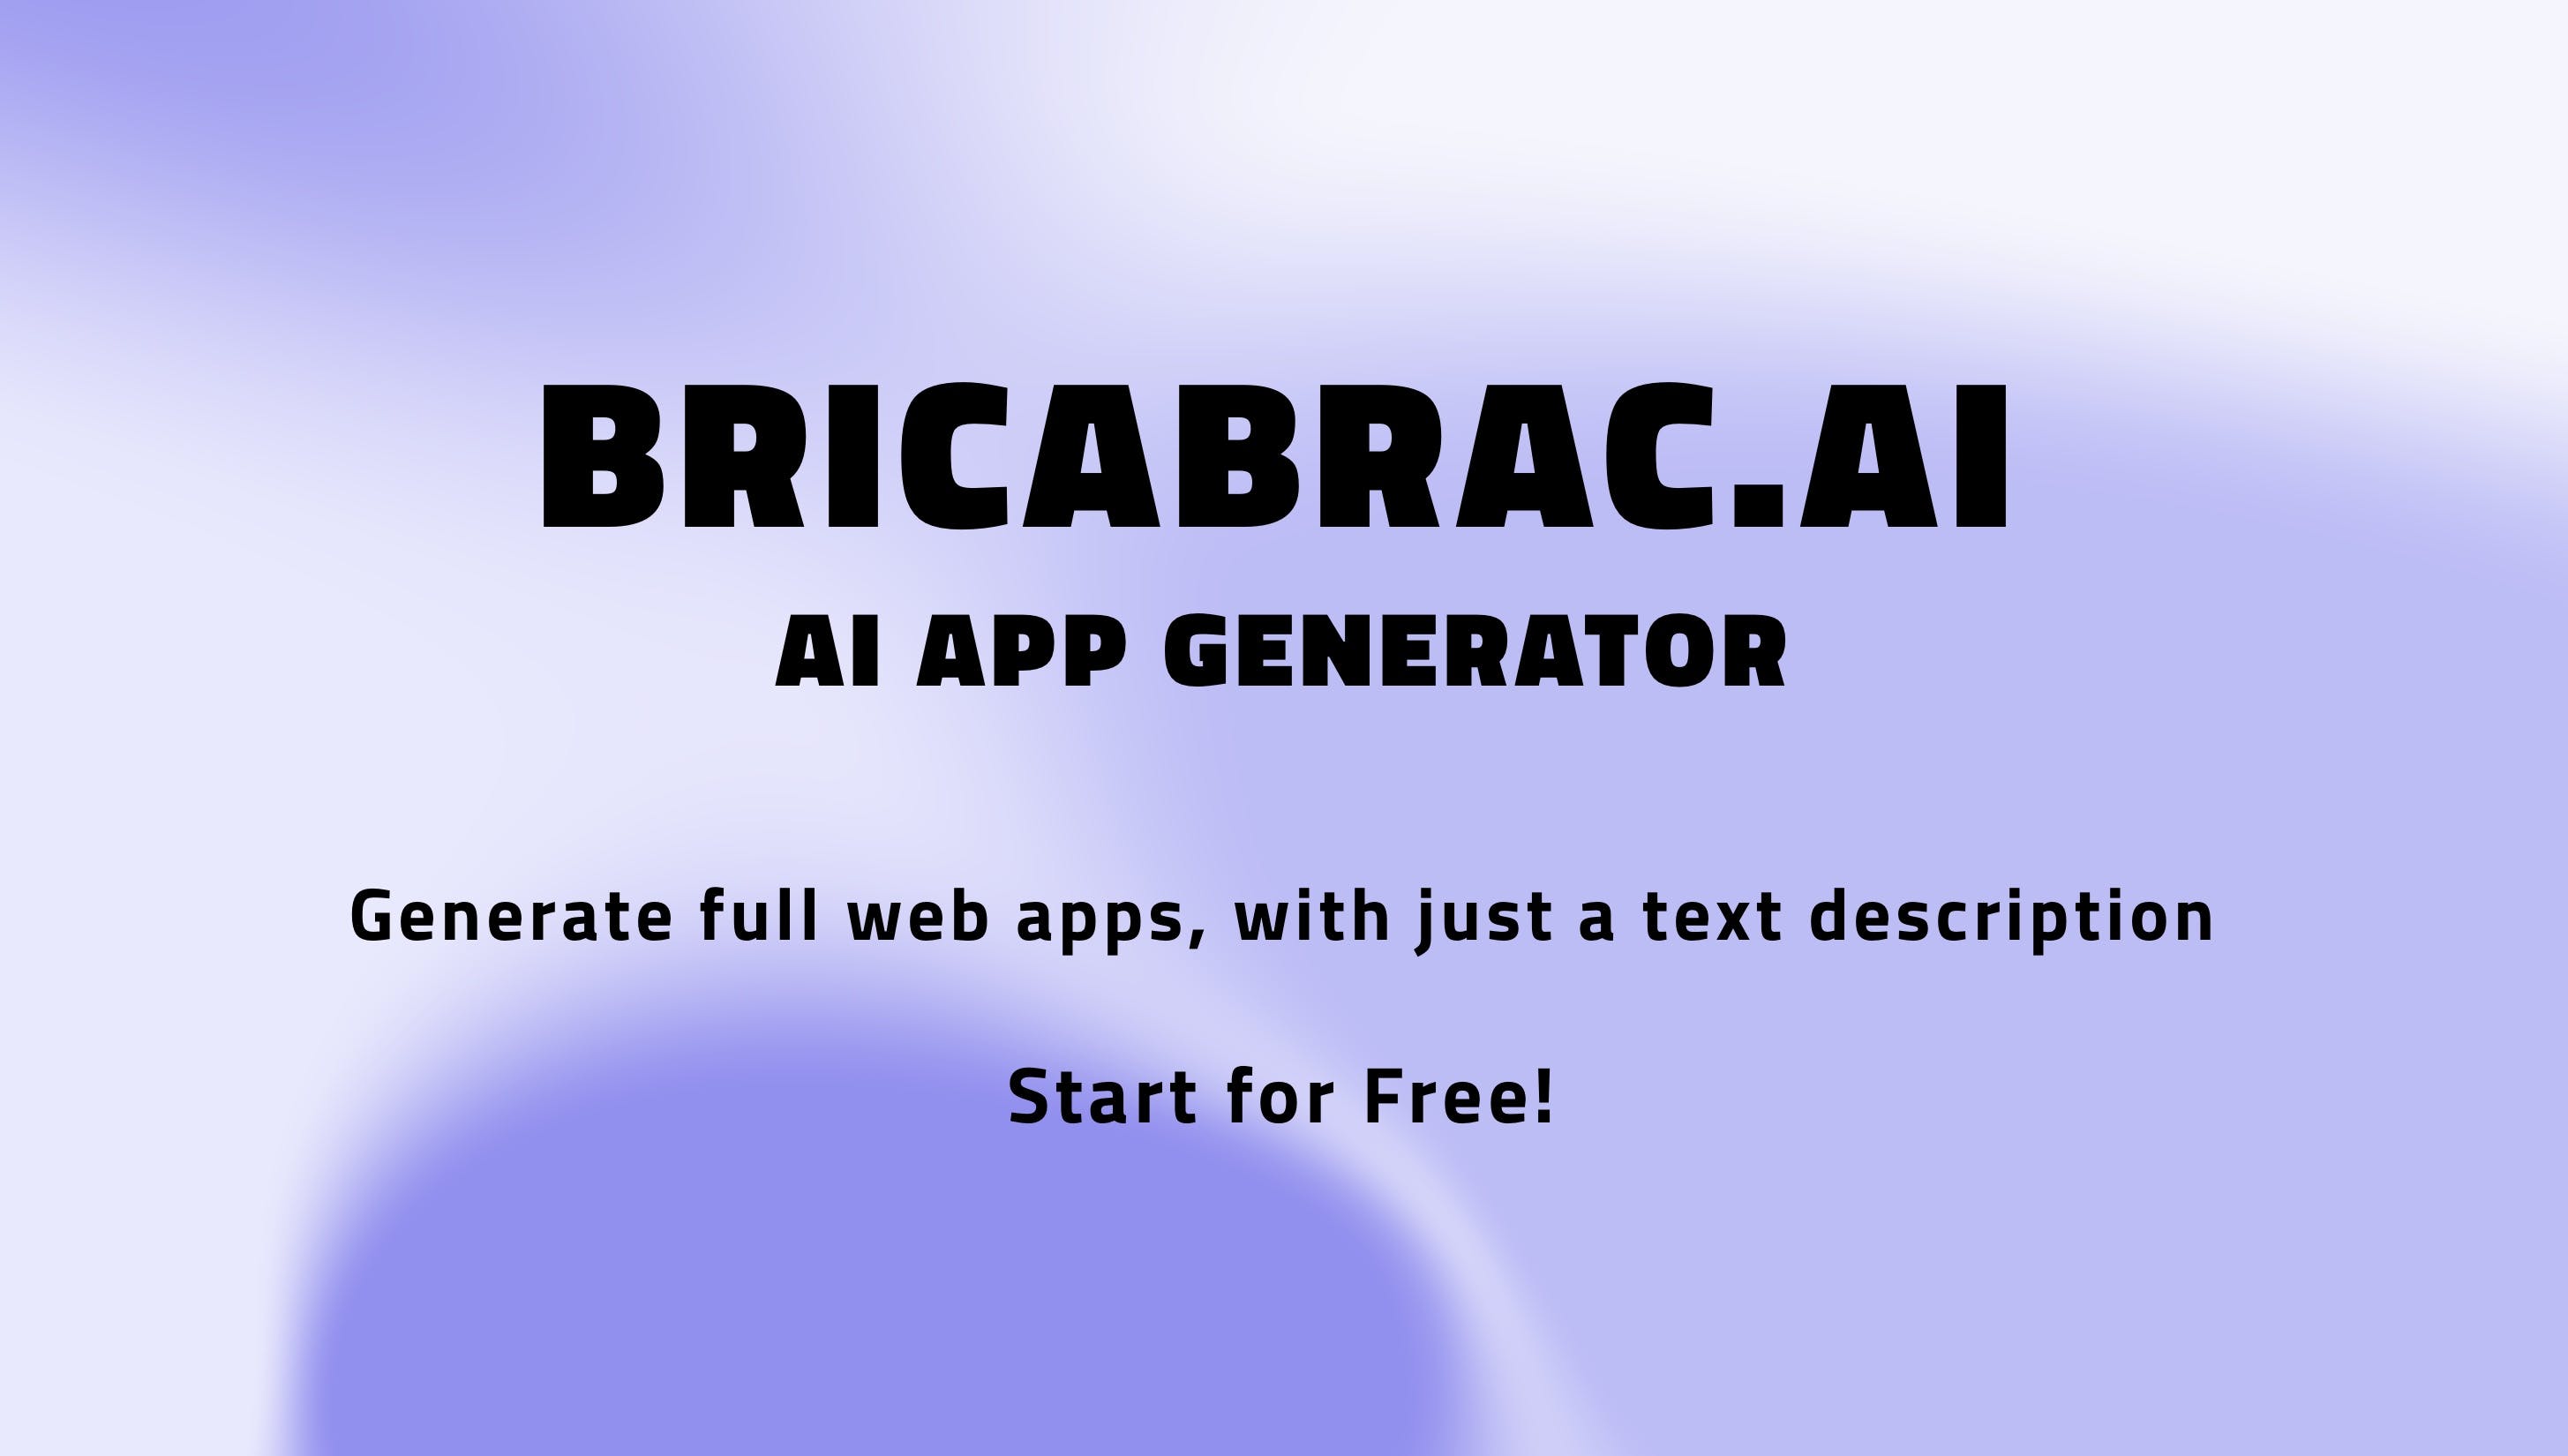 BRICABRAC.AI
AI APP GENERATOR
Generate full web apps, with just a text description
Start for Free!